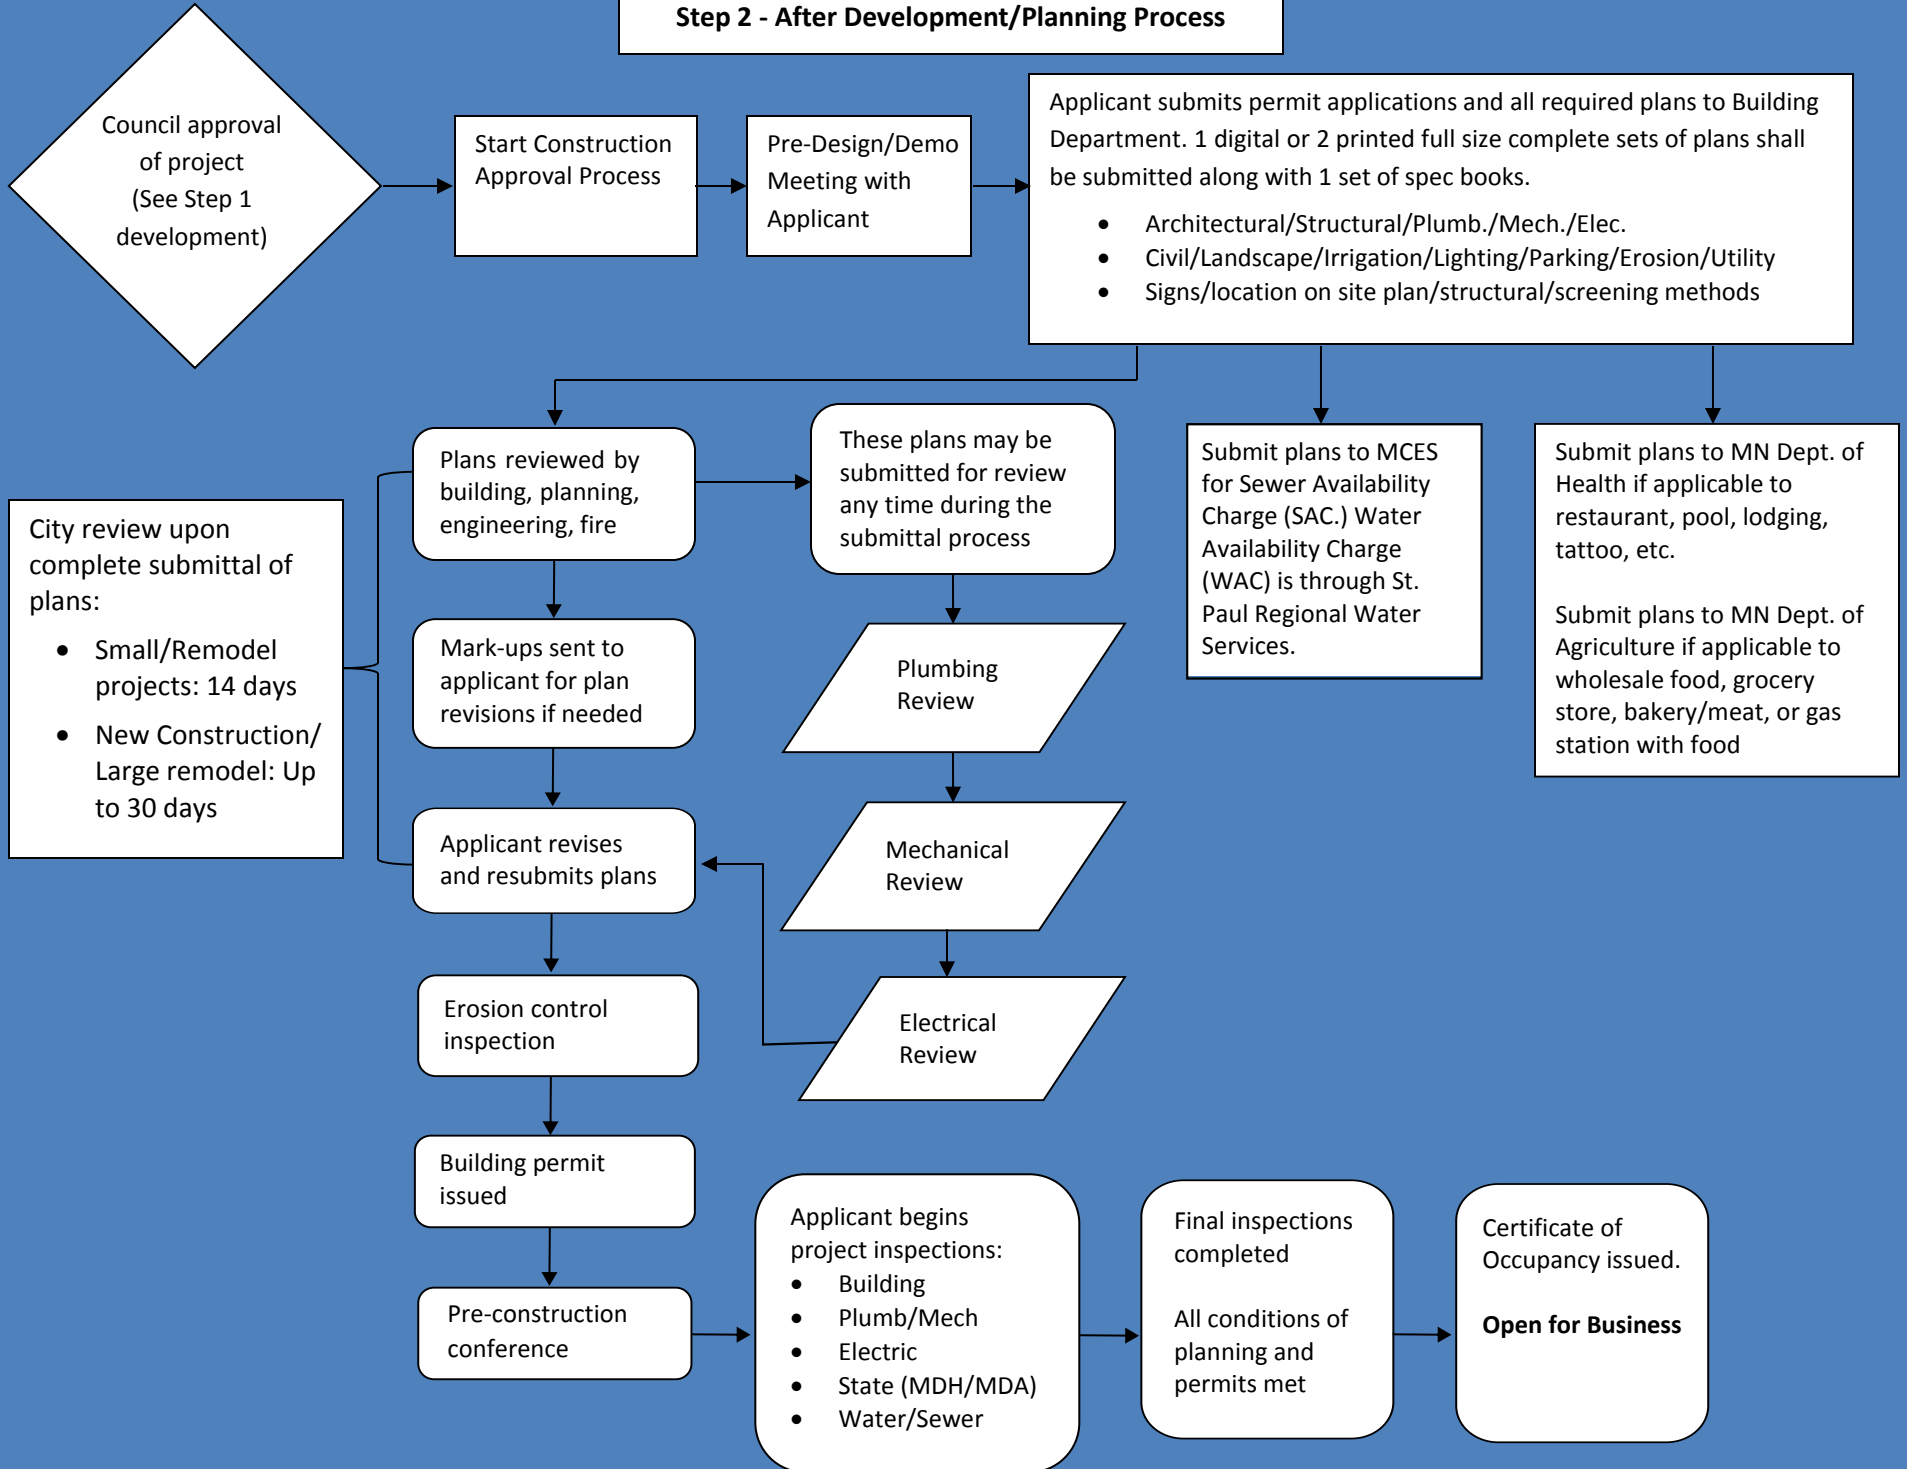 Step 2 - After Development/Planning Process
Council approval
of project
(See Step 1
development)
Start Construction
Approval Process
Pre-Design/Demo
Meeting with
Applicant
Applicant submits permit applications and all required plans to Building
Department. 1 digital or 2 printed full size complete sets of plans shall
be submitted along with 1 set of spec books.
• Architectural/Structural/Plumb./Mech./Elec.
• Civil/Landscape/Irrigation/Lighting/Parking/Erosion/Utility
• Signs/location on site plan/structural/screening methods
City review upon
complete submittal of
plans:
• Small/Remodel
projects: 14 days
• New Construction/
Large remodel: Up
to 30 days
Plans reviewed by
building, planning,
engineering, fire
Mark-ups sent to
applicant for plan
revisions if needed
Applicant revises
and resubmits plans
Erosion control
inspection
Building permit
issued
Pre-construction
conference
These plans may be
submitted for review
any time during the
submittal process
Plumbing
Review
Mechanical
Review
Electrical
Review
Submit plans to MCES
for Sewer Availability
Charge (SAC.) Water
Availability Charge
(WAC) is through St.
Paul Regional Water
Services.
Submit plans to MN Dept. of
Health if applicable to
restaurant, pool, lodging,
tattoo, etc.
Submit plans to MN Dept. of
Agriculture if applicable to
wholesale food, grocery
store, bakery/meat, or gas
station with food
Applicant begins
project inspections:
• Building
• Plumb/Mech
• Electric
• State (MDH/MDA)
• Water/Sewer
Final inspections
completed
All conditions of
planning and
permits met
Certificate of
Occupancy issued.
Open for Business